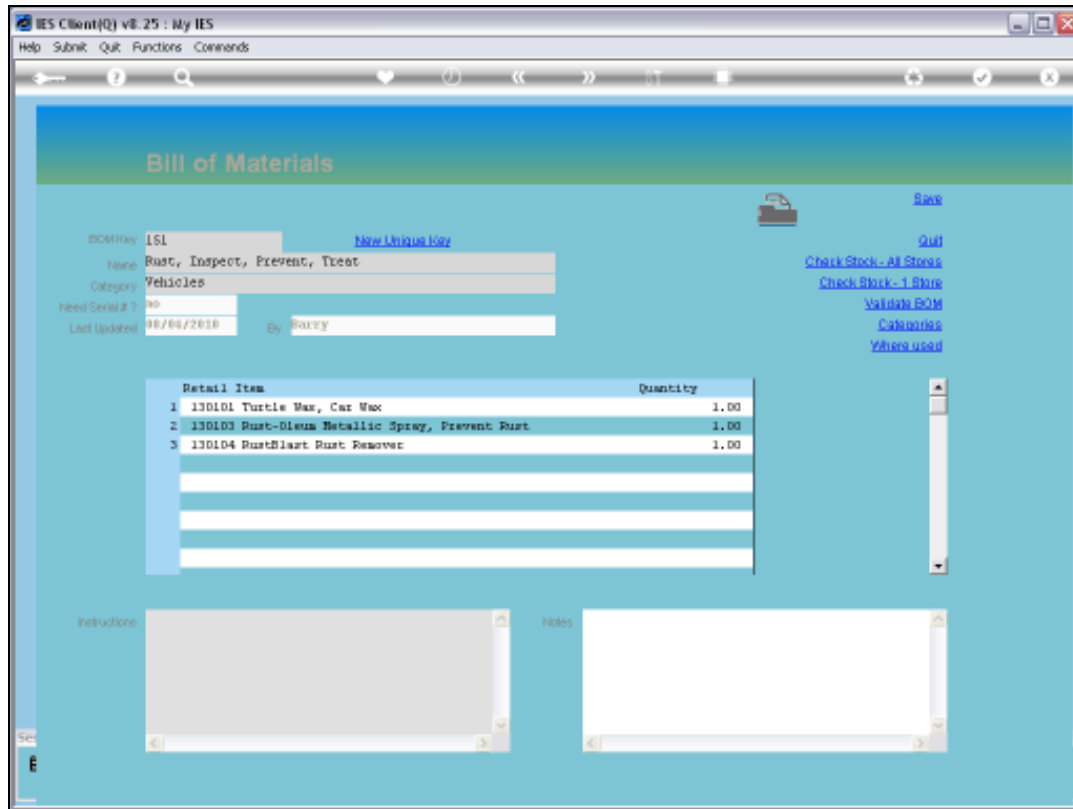 IES Client(Q) v8.25 : My IES
Help Submit Quit Functions Commands
Bill of Materials
Save
BOM Key 151 New Unique Key Quit
Name Rust, Inspect, Prevent, Treat Check Stock - All Stores
Category Vehicles Check Stock - 1 Store
Need Serial # ? no Validate BOM
Last Updated 08/06/2010 By Barry Categories
Where used
Retail Item Quantity
1 130101 Turtle Wax, Car Wax 1.00
2 130103 Rust-Oleum Metallic Spray, Prevent Rust 1.00
3 130104 RustBlast Rust Remover 1.00
Instructions Notes